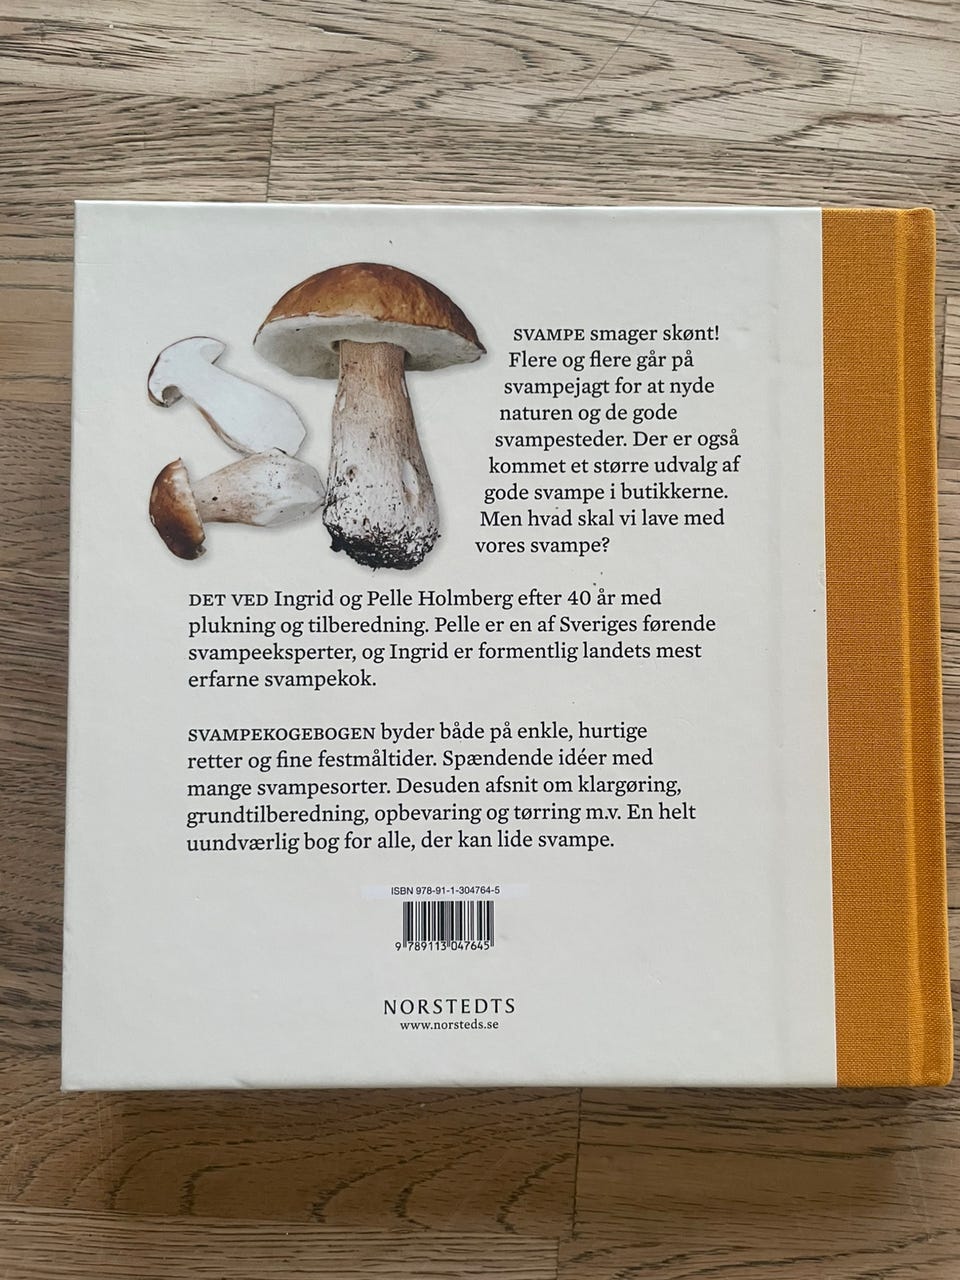 SVAMPE smager skønt!
Flere og flere går på
svampejagt for at nyde
naturen og de gode
svampesteder. Der er også
kommet et større udvalg af
gode svampe i butikkerne.
Men hvad skal vi lave med
vores svampe?
DET VED Ingrid og Pelle Holmberg efter 40 år med
plukning og tilberedning. Pelle er en af Sveriges førende
svampeeksperter, og Ingrid er formentlig landets mest
erfarne svampekok.
SVAMPEKOGEBOGEN byder både på enkle, hurtige
retter og fine festmåltider. Spændende idéer med
mange svampesorter. Desuden afsnit om klargøring,
grundtilberedning, opbevaring og tørring m.v. En helt
uundværlig bog for alle, der kan lide svampe.
ISBN 978-91-1-304764-5
9 789113 047645
NORSTEDTS
www.norsteds.se